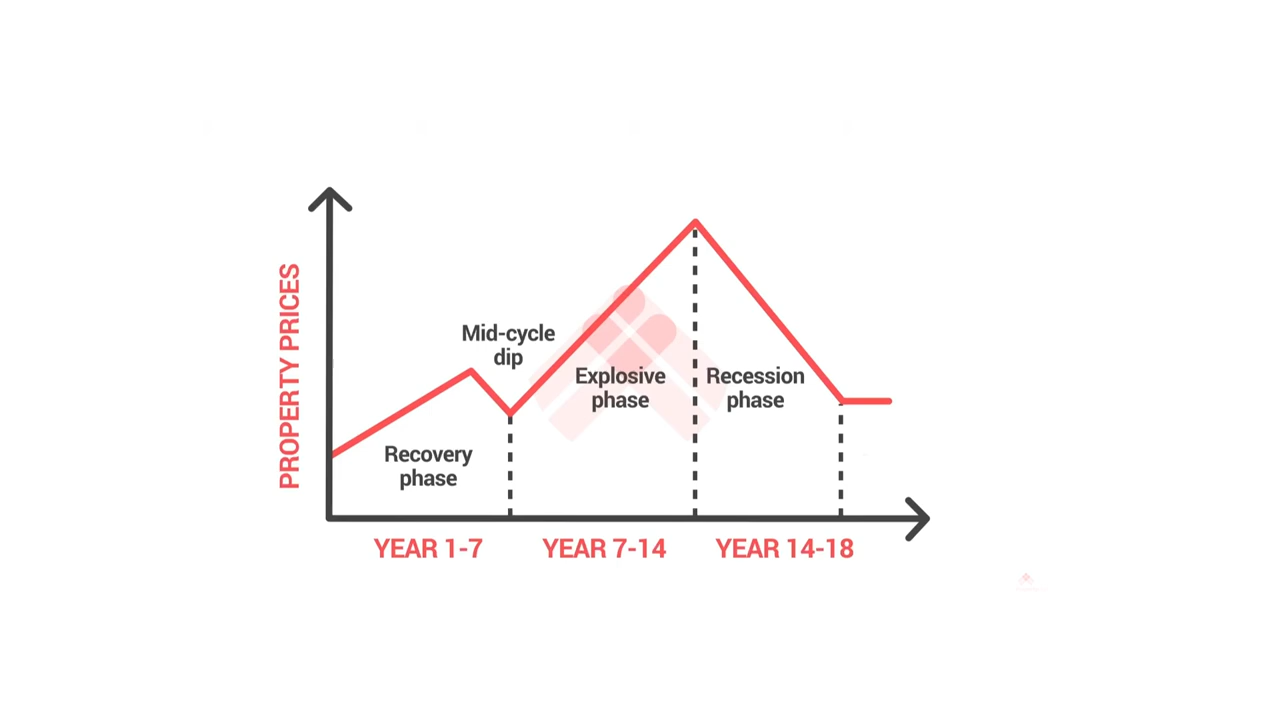 PROPERTY PRICES
Mid-cycle
dip
Explosive
phase
Recession
phase
Recovery
phase
YEAR 1-7
YEAR 7-14
YEAR 14-18